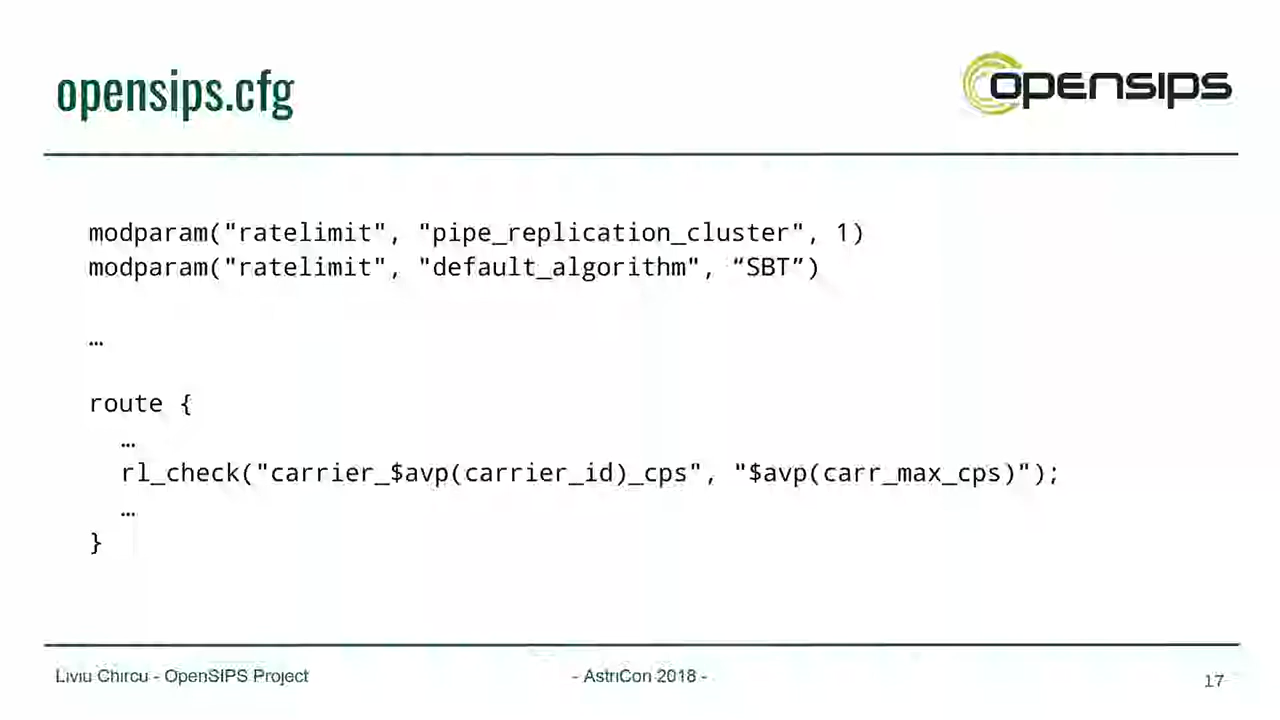 opensips.cfg
opensips
modparam("ratelimit", "pipe_replication_cluster", 1)
modparam("ratelimit", "default_algorithm", “SBT”)
…
route {
…
rl_check("carrier_$avp(carrier_id)_cps", "$avp(carr_max_cps)");
…
}
Liviu Chircu - OpenSIPS Project
- AstriCon 2018 -
17